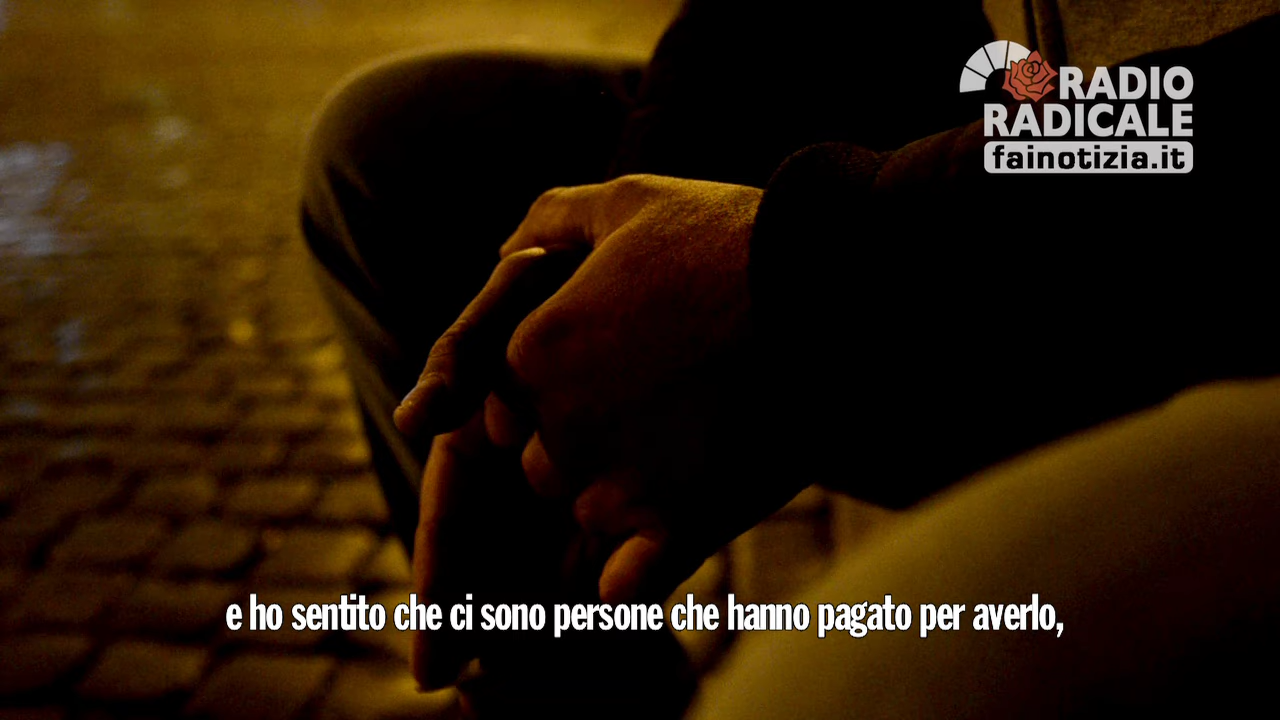 RADIO
RADICALE
fainotizia.it
e ho sentito che ci sono persone che hanno pagato per averlo,